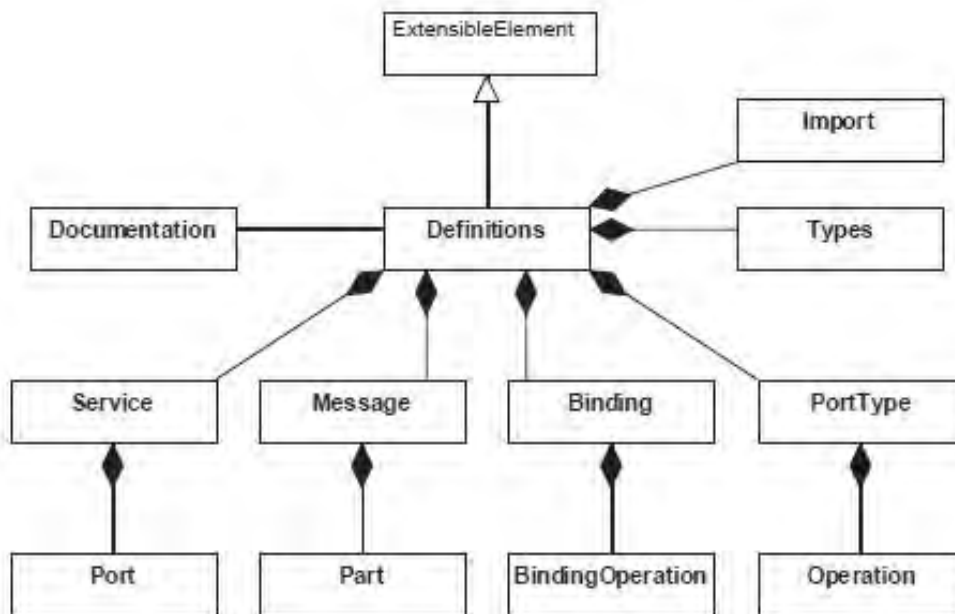 ExtensibleElement
Import
Documentation
Definitions
Types
Service
Message
Binding
PortType
Port
Part
BindingOperation
Operation